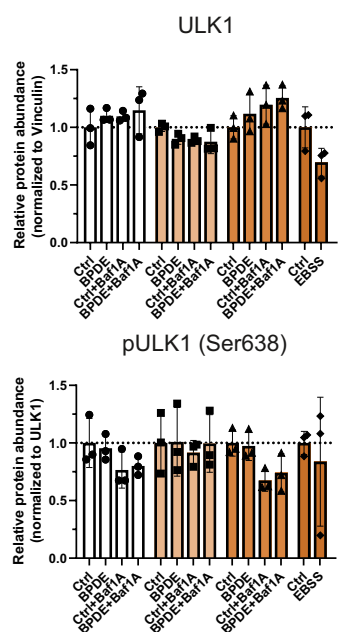 ULK1
Relative protein abundance
(normalized to Vinculin)
1.5
1.0
0.5
0.0
Ctrl
BPDE
Ctrl+Baf1A
BPDE+Baf1A
Ctrl
BPDE
Ctrl+Baf1A
BPDE+Baf1A
Ctrl
BPDE
Ctrl+Baf1A
BPDE+Baf1A
Ctrl
EBSS
pULK1 (Ser638)
Relative protein abundance
(normalized to ULK1)
1.5
1.0
0.5
0.0
Ctrl
BPDE
Ctrl+Baf1A
BPDE+Baf1A
Ctrl
BPDE
Ctrl+Baf1A
BPDE+Baf1A
Ctrl
BPDE
Ctrl+Baf1A
BPDE+Baf1A
Ctrl
EBSS